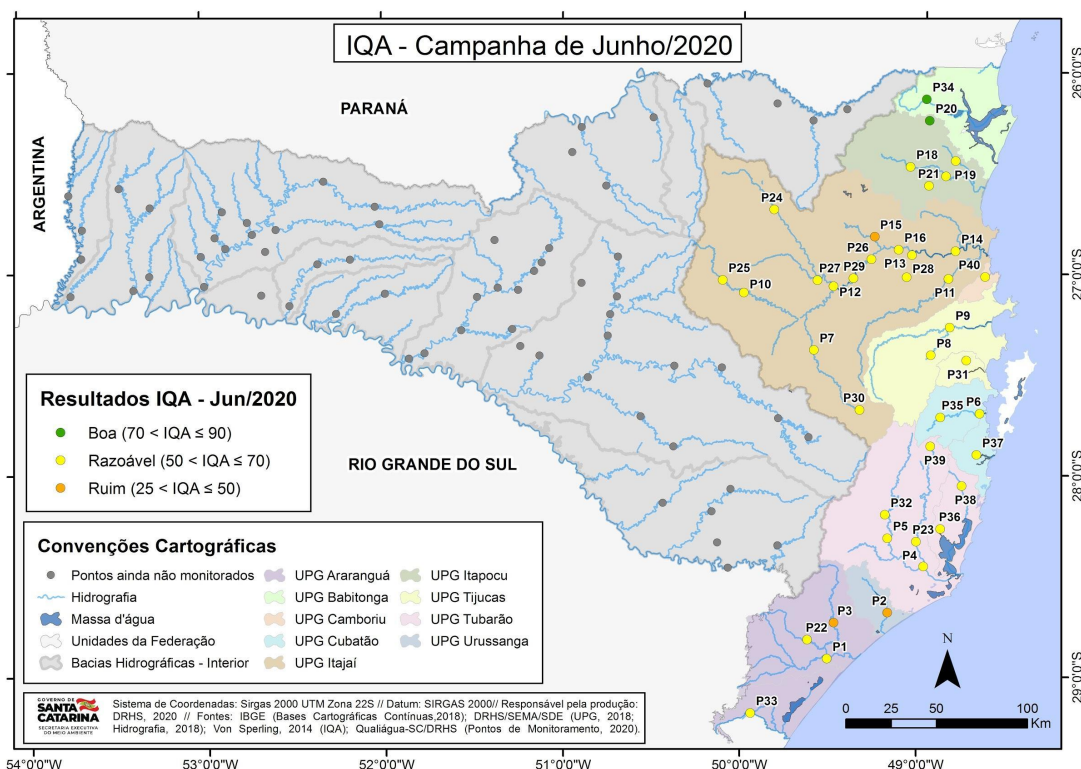 IQA - Campanha de Junho/2020
26°0'0"S
27°0'0"S
28°0'0"S
29°0'0"S
PARANÁ
ARGENTINA
RIO GRANDE DO SUL
P34
P20
P18
P19
P21
P24
P15
P16
P14
P26
P13
P28
P40
P27
P29
P12
P11
P25
P10
P9
P7
P8
P31
P30
P35
P6
P37
P39
P38
P32
P36
P5
P23
P4
P3
P2
P22
P1
P33
Resultados IQA - Jun/2020
Boa (70 < IQA ≤ 90)
Razoável (50 < IQA ≤ 70)
Ruim (25 < IQA ≤ 50)
Convenções Cartográficas
Pontos ainda não monitorados
Hidrografia
Massa d'água
Unidades da Federação
Bacias Hidrográficas - Interior
UPG Araranguá
UPG Babitonga
UPG Camboriu
UPG Cubatão
UPG Itajaí
UPG Itapocu
UPG Tijucas
UPG Tubarão
UPG Urussanga
GOVERNO DE
SANTA
CATARINA
SECRETARIA EXECUTIVA
DO MEIO AMBIENTE
Sistema de Coordenadas: Sirgas 2000 UTM Zona 22S // Datum: SIRGAS 2000// Responsável pela produção:
DRHS, 2020 // Fontes: IBGE (Bases Cartográficas Contínuas,2018); DRHS/SEMA/SDE (UPG, 2018;
Hidrografia, 2018); Von Sperling, 2014 (IQA); Qualiágua-SC/DRHS (Pontos de Monitoramento, 2020).
N
0 25 50 100
Km
54°0'0"W 53°0'0"W 52°0'0"W 51°0'0"W 50°0'0"W 49°0'0"W